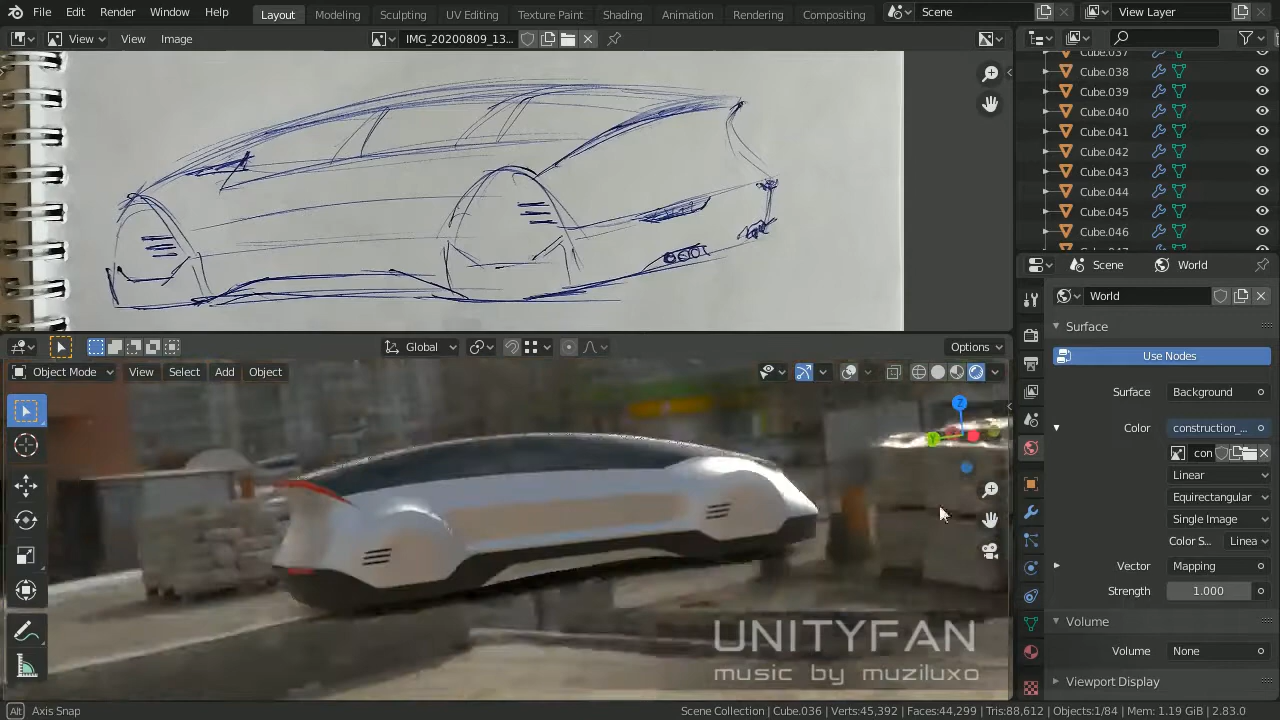 File Edit Render Window Help Layout Modeling Sculpting UV Editing Texture Paint Shading Animation Rendering Compositing Scene View Layer
View View Image IMG_20200809_13...
Cube.037
Cube.038
Cube.039
Cube.040
Cube.041
Cube.042
Cube.043
Cube.044
Cube.045
Cube.046
Scene World
World
Surface
Use Nodes
Surface Background
Color construction_...
con
Linear
Equirectangular
Single Image
Color S... Linea
Vector Mapping
Strength 1.000
Volume
Volume None
Viewport Display
Global Options
Object Mode View Select Add Object
Z
Y
UNITYFAN
music by muziluxo
Alt Axis Snap Scene Collection | Cube.036 | Verts:45,392 | Faces:44,299 | Tris:88,612 | Objects:1/84 | Mem: 1.19 GiB | 2.83.0